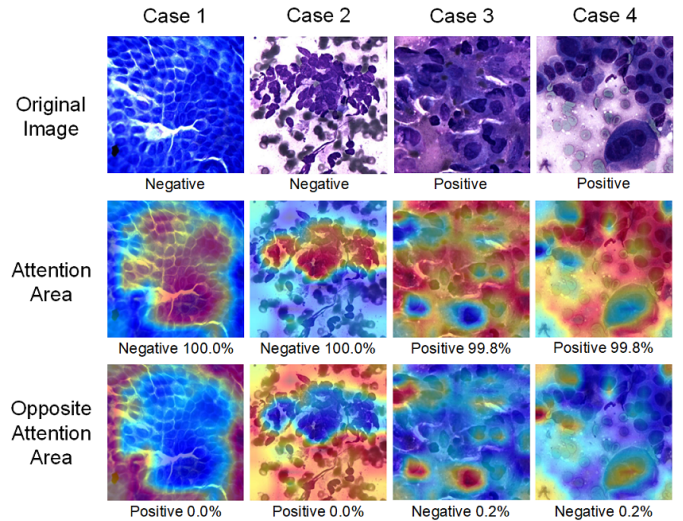 Case 1 Case 2 Case 3 Case 4
Original
Image
Negative Negative Positive Positive
Attention
Area
Negative 100.0% Negative 100.0% Positive 99.8% Positive 99.8%
Opposite
Attention
Area
Positive 0.0% Positive 0.0% Negative 0.2% Negative 0.2%